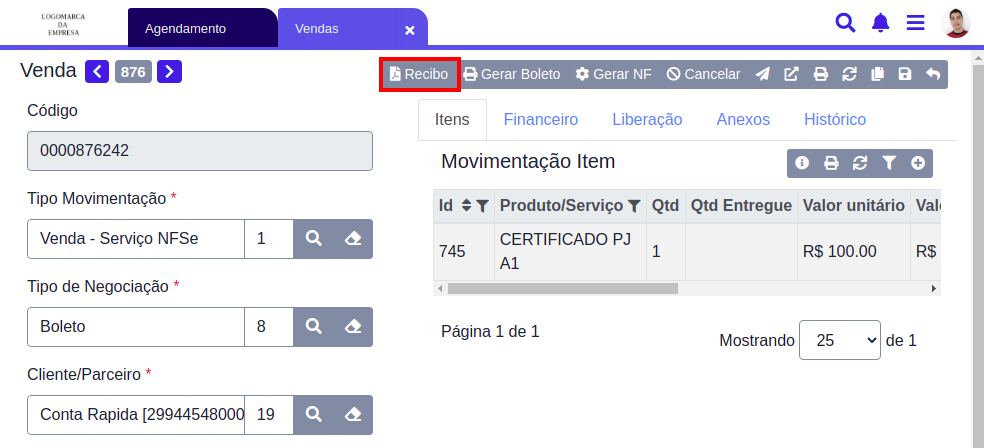 LOGOMARCA
DA
EMPRESA
Agendamento
Vendas
Venda 876
Recibo Gerar Boleto Gerar NF Cancelar
Código
0000876242
Tipo Movimentação *
Venda - Serviço NFSe 1
Tipo de Negociação *
Boleto 8
Cliente/Parceiro *
Conta Rapida [29944548000 19
Itens Financeiro Liberação Anexos Histórico
Movimentação Item
Id Produto/Serviço Qtd Qtd Entregue Valor unitário Valo
745 CERTIFICADO PJ A1 1 R$ 100.00 R$
Página 1 de 1
Mostrando 25 de 1